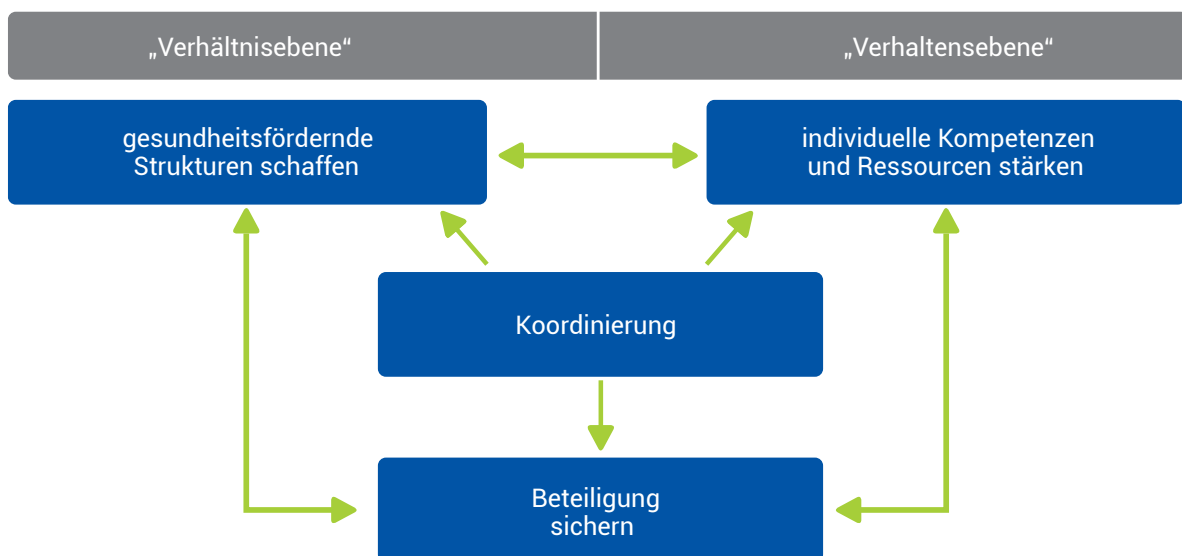 „Verhältnisebene“
„Verhaltensebene“
gesundheitsfördernde
Strukturen schaffen
individuelle Kompetenzen
und Ressourcen stärken
Koordinierung
Beteiligung
sichern